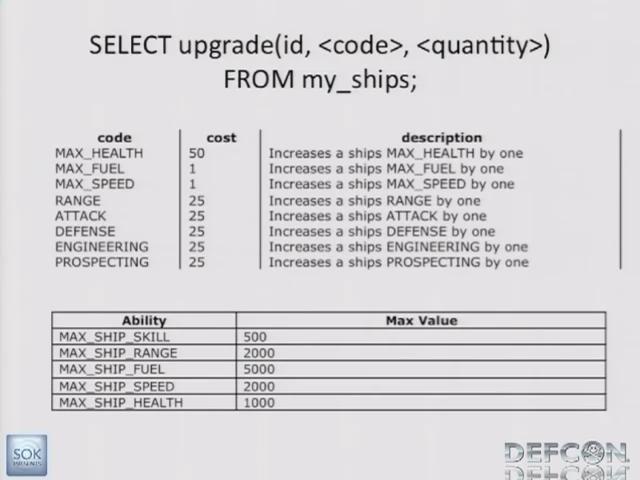 SELECT upgrade(id, <code>, <quantity>)
FROM my_ships;
code cost description
MAX_HEALTH 50 Increases a ships MAX_HEALTH by one
MAX_FUEL 1 Increases a ships MAX_FUEL by one
MAX_SPEED 1 Increases a ships MAX_SPEED by one
RANGE 25 Increases a ships RANGE by one
ATTACK 25 Increases a ships ATTACK by one
DEFENSE 25 Increases a ships DEFENSE by one
ENGINEERING 25 Increases a ships ENGINEERING by one
PROSPECTING 25 Increases a ships PROSPECTING by one
Ability Max Value
MAX_SHIP_SKILL 500
MAX_SHIP_RANGE 2000
MAX_SHIP_FUEL 5000
MAX_SHIP_SPEED 2000
MAX_SHIP_HEALTH 1000
SOK
DEFCON